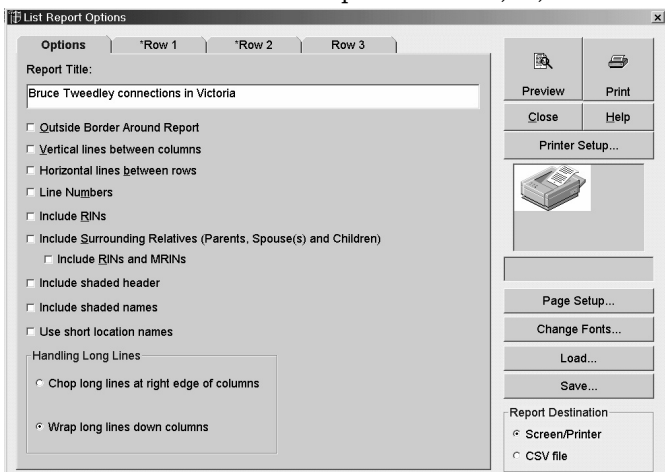 List Report Options
Options
*Row 1
*Row 2
Row 3
Report Title:
Bruce Tweedley connections in Victoria
Outside Border Around Report
Vertical lines between columns
Horizontal lines between rows
Line Numbers
Include RINs
Include Surrounding Relatives (Parents, Spouse(s) and Children)
Include RINs and MRINs
Include shaded header
Include shaded names
Use short location names
Handling Long Lines
Chop long lines at right edge of columns
Wrap long lines down columns
Preview
Print
Close
Help
Printer Setup...
Page Setup...
Change Fonts...
Load...
Save...
Report Destination
Screen/Printer
CSV file